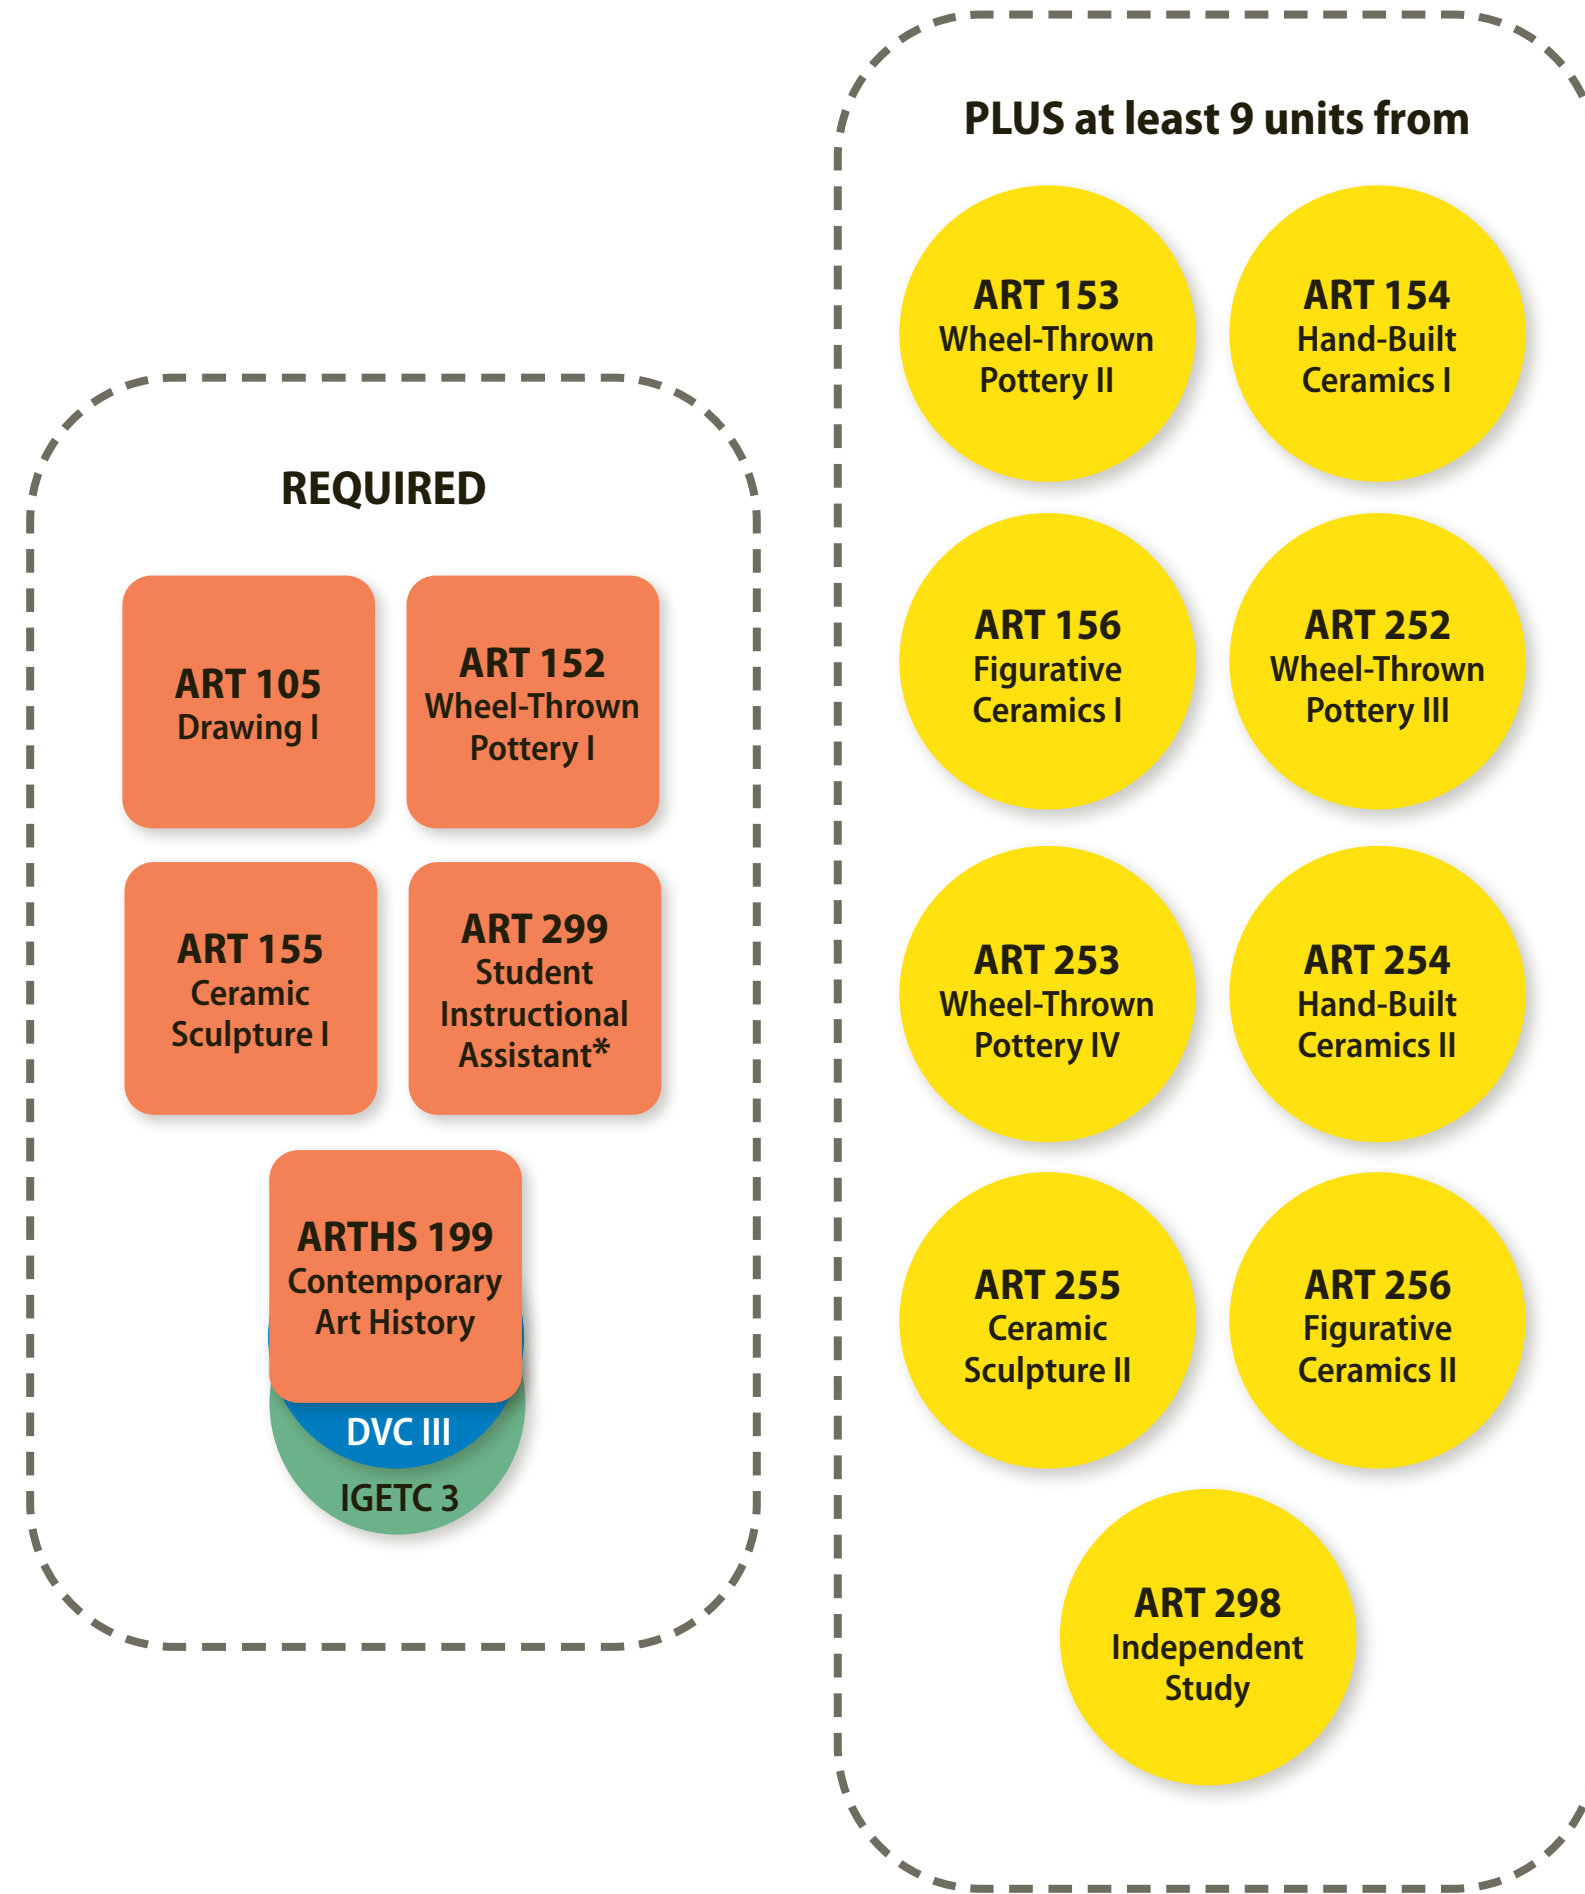 REQUIRED
ART 105
Drawing I
ART 152
Wheel-Thrown
Pottery I
ART 155
Ceramic
Sculpture I
ART 299
Student
Instructional
Assistant*
ARTHS 199
Contemporary
Art History
DVC III
IGETC 3
PLUS at least 9 units from
ART 153
Wheel-Thrown
Pottery II
ART 154
Hand-Built
Ceramics I
ART 156
Figurative
Ceramics I
ART 252
Wheel-Thrown
Pottery III
ART 253
Wheel-Thrown
Pottery IV
ART 254
Hand-Built
Ceramics II
ART 255
Ceramic
Sculpture II
ART 256
Figurative
Ceramics II
ART 298
Independent
Study